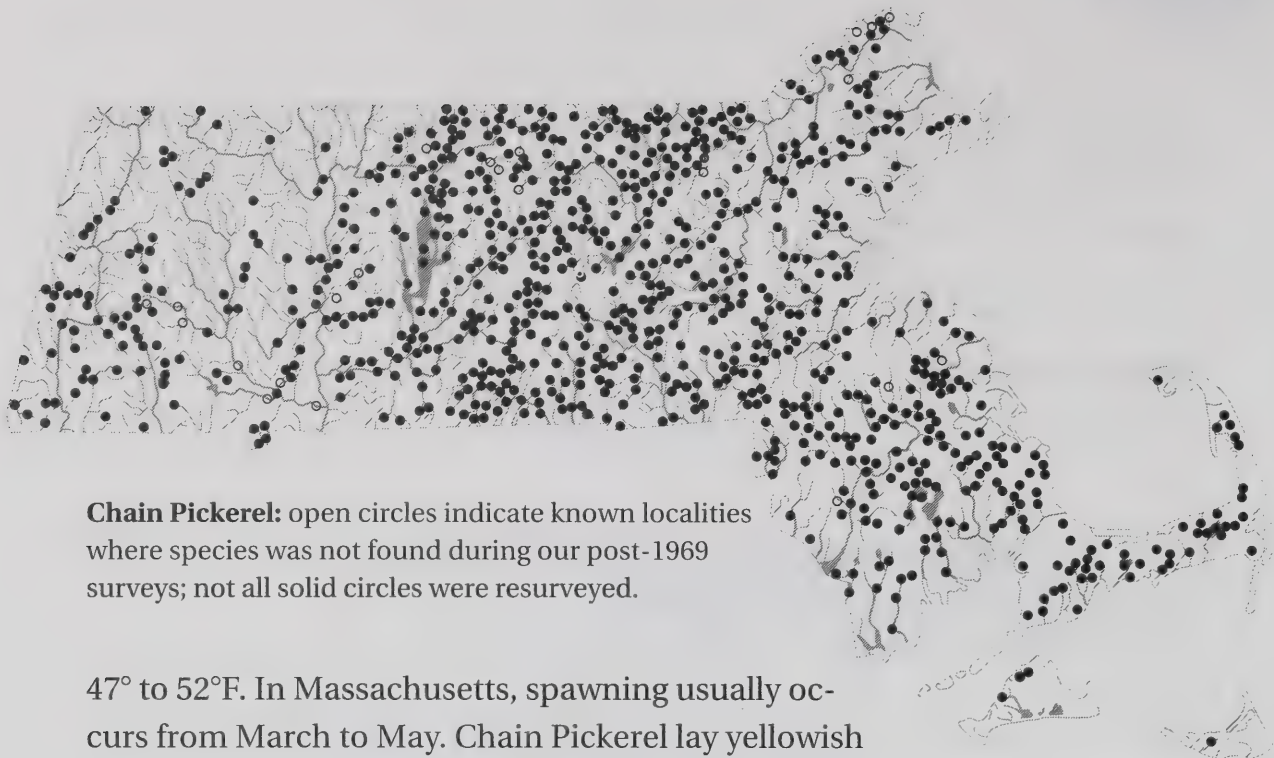 Chain Pickerel: open circles indicate known localities
where species was not found during our post-1969
surveys; not all solid circles were resurveyed.
47° to 52°F. In Massachusetts, spawning usually oc-
curs from March to May. Chain Pickerel lay yellowish